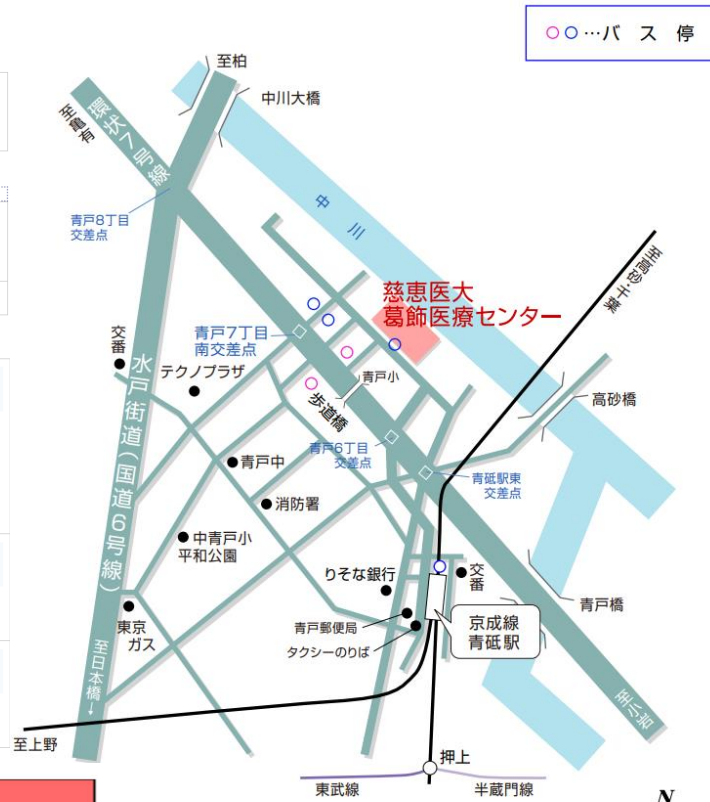 ○○…バス停
至柏
中川大橋
至亀有
環状7号線
青戸8丁目
交差点
中川
至高砂・千葉
慈恵医大
葛飾医療センター
青戸7丁目
南交差点
交番
水戸街道(国道6号線)
テクノプラザ
青戸小
歩道橋
高砂橋
青戸6丁目
交差点
青戸中
青砥駅東
交差点
消防署
中青戸小
平和公園
りそな銀行
交番
東京
ガス
青戸郵便局
タクシーのりば
京成線
青砥駅
青戸橋
至日本橋→
至小岩
至上野
押上
東武線
半蔵門線
N